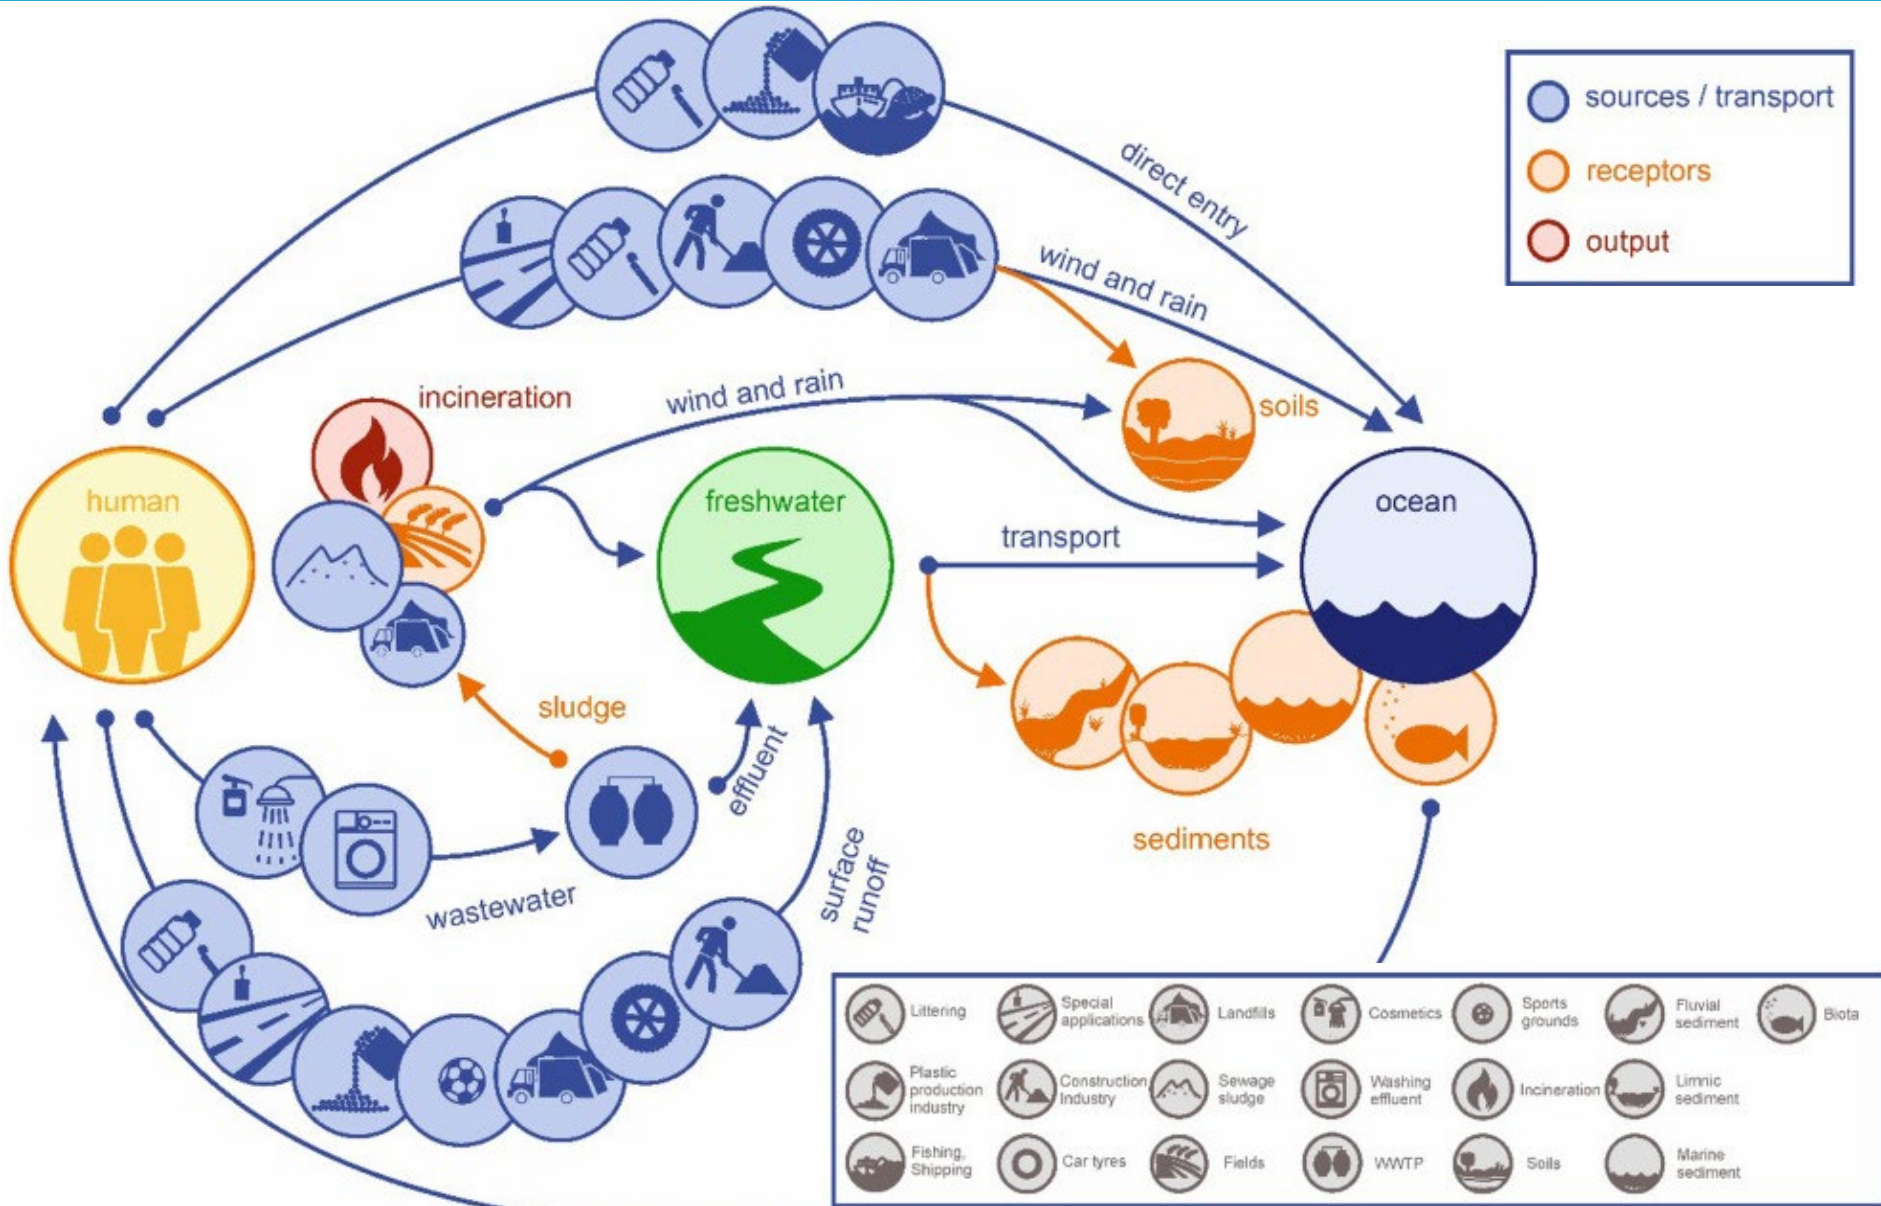 sources / transport
receptors
output
direct entry
wind and rain
incineration
wind and rain
soils
human
freshwater
ocean
transport
sludge
effluent
sediments
surface
runoff
wastewater
Littering
Special
applications
Landfills
Cosmetics
Sports
grounds
Fluvial
sediment
Biota
Plastic
production
industry
Construction
Industry
Sewage
sludge
Washing
effluent
Incineration
Limnic
sediment
Fishing,
Shipping
Car tyres
Fields
WWTP
Soils
Marine
sediment